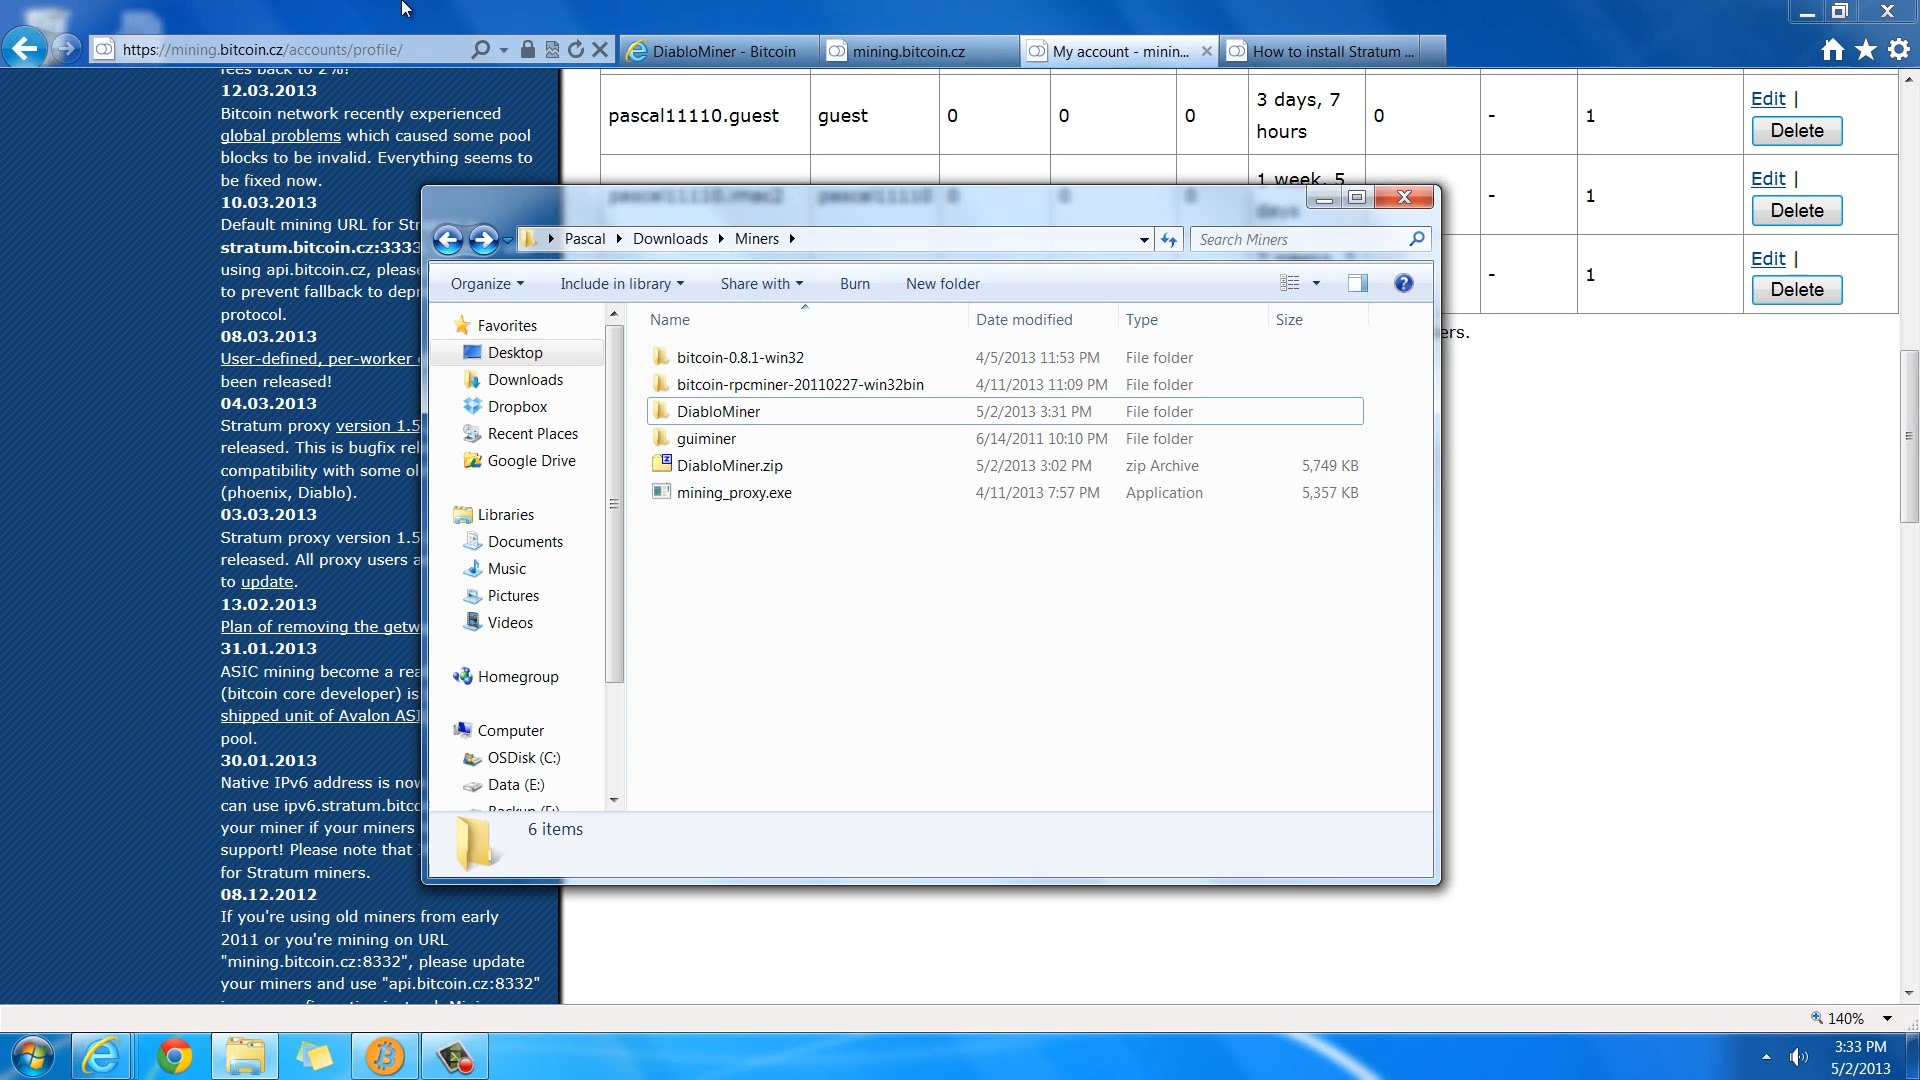 https://mining.bitcoin.cz/accounts/profile/
DiabloMiner - Bitcoin
mining.bitcoin.cz
My account - minin...
How to install Stratum ...
fees back to 2%!
12.03.2013
Bitcoin network recently experienced
global problems which caused some pool
blocks to be invalid. Everything seems to
be fixed now.
10.03.2013
Default mining URL for St
stratum.bitcoin.cz:3333
using api.bitcoin.cz, pleas
to prevent fallback to dep
protocol.
08.03.2013
User-defined, per-worker
been released!
04.03.2013
Stratum proxy version 1.5
released. This is bugfix rel
compatibility with some ol
(phoenix, Diablo).
03.03.2013
Stratum proxy version 1.5
released. All proxy users a
to update.
13.02.2013
Plan of removing the getw
31.01.2013
ASIC mining become a rea
(bitcoin core developer) is
shipped unit of Avalon ASI
pool.
30.01.2013
Native IPv6 address is now
can use ipv6.stratum.bitco
your miner if your miners
support! Please note that
for Stratum miners.
08.12.2012
If you're using old miners from early
2011 or you're mining on URL
"mining.bitcoin.cz:8332", please update
your miners and use "api.bitcoin.cz:8332"
pascal11110.guest guest 0 0 0 3 days, 7 hours 0 - 1 Edit | Delete
pascal11110 0 0 0 1 week, 5 days - 1 Edit | Delete
- 1 Edit | Delete
ers.
Pascal Downloads Miners
Search Miners
Organize Include in library Share with Burn New folder
Favorites
Desktop
Downloads
Dropbox
Recent Places
Google Drive
Libraries
Documents
Music
Pictures
Videos
Homegroup
Computer
OSDisk (C:)
Data (E:)
Backup (F:)
Name Date modified Type Size
bitcoin-0.8.1-win32 4/5/2013 11:53 PM File folder
bitcoin-rpcminer-20110227-win32bin 4/11/2013 11:09 PM File folder
DiabloMiner 5/2/2013 3:31 PM File folder
guiminer 6/14/2011 10:10 PM File folder
DiabloMiner.zip 5/2/2013 3:02 PM zip Archive 5,749 KB
mining_proxy.exe 4/11/2013 7:57 PM Application 5,357 KB
6 items
140%
3:33 PM
5/2/2013